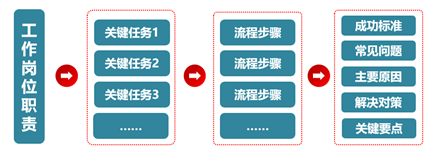 工作岗位职责
关键任务1
关键任务2
关键任务3
……
流程步骤
流程步骤
流程步骤
……
成功标准
常见问题
主要原因
解决对策
关键要点